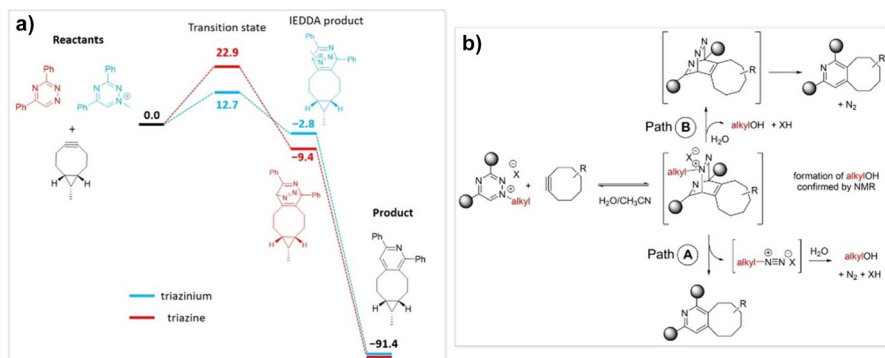 a)
Reactants
Ph
Ph
N
N
N
Ph
Ph
N
N
N
⊕
+
H
H
0.0
Transition state
22.9
12.7
IEDDA product
Ph
Ph
N
N
N
H
H
−2.8
−9.4
Ph
N
N
N
Ph
H
H
Product
Ph
N
Ph
H
H
−91.4
triazinium
triazine
b)
N
N
N
R
N
R
+ N₂
Path B
H₂O
alkylOH + XH
N
N
N
⊕
alkyl
⊖
X
+
R
H₂O/CH₃CN
X
⊖
⊕
alkyl
N
N
N
R
formation of alkylOH
confirmed by NMR
Path A
alkyl−N≡N X
⊕
⊖
H₂O
alkylOH
+ N₂ + XH
N
R